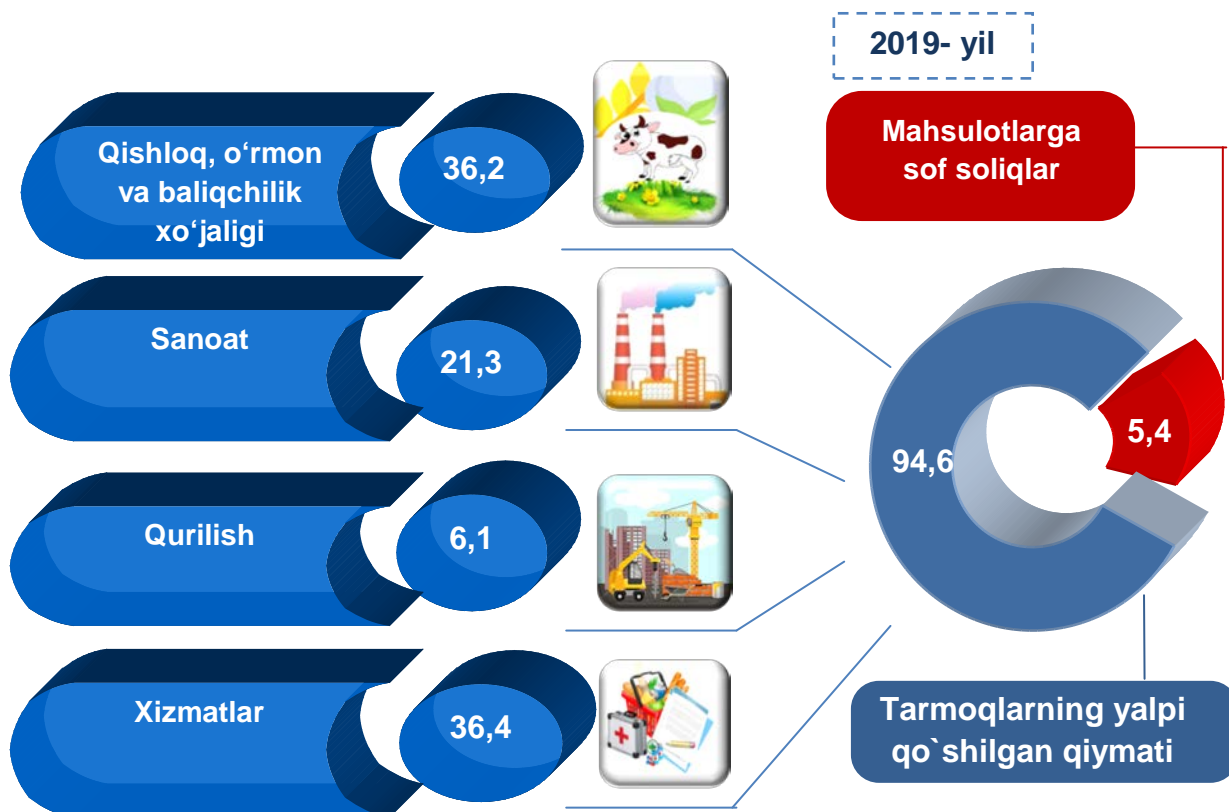 2019- yil
Qishloq, o‘rmon
va baliqchilik
xo‘jaligi
36,2
Mahsulotlarga
sof soliqlar
Sanoat
21,3
94,6
5,4
Qurilish
6,1
Xizmatlar
36,4
Tarmoqlarning yalpi
qo`shilgan qiymati